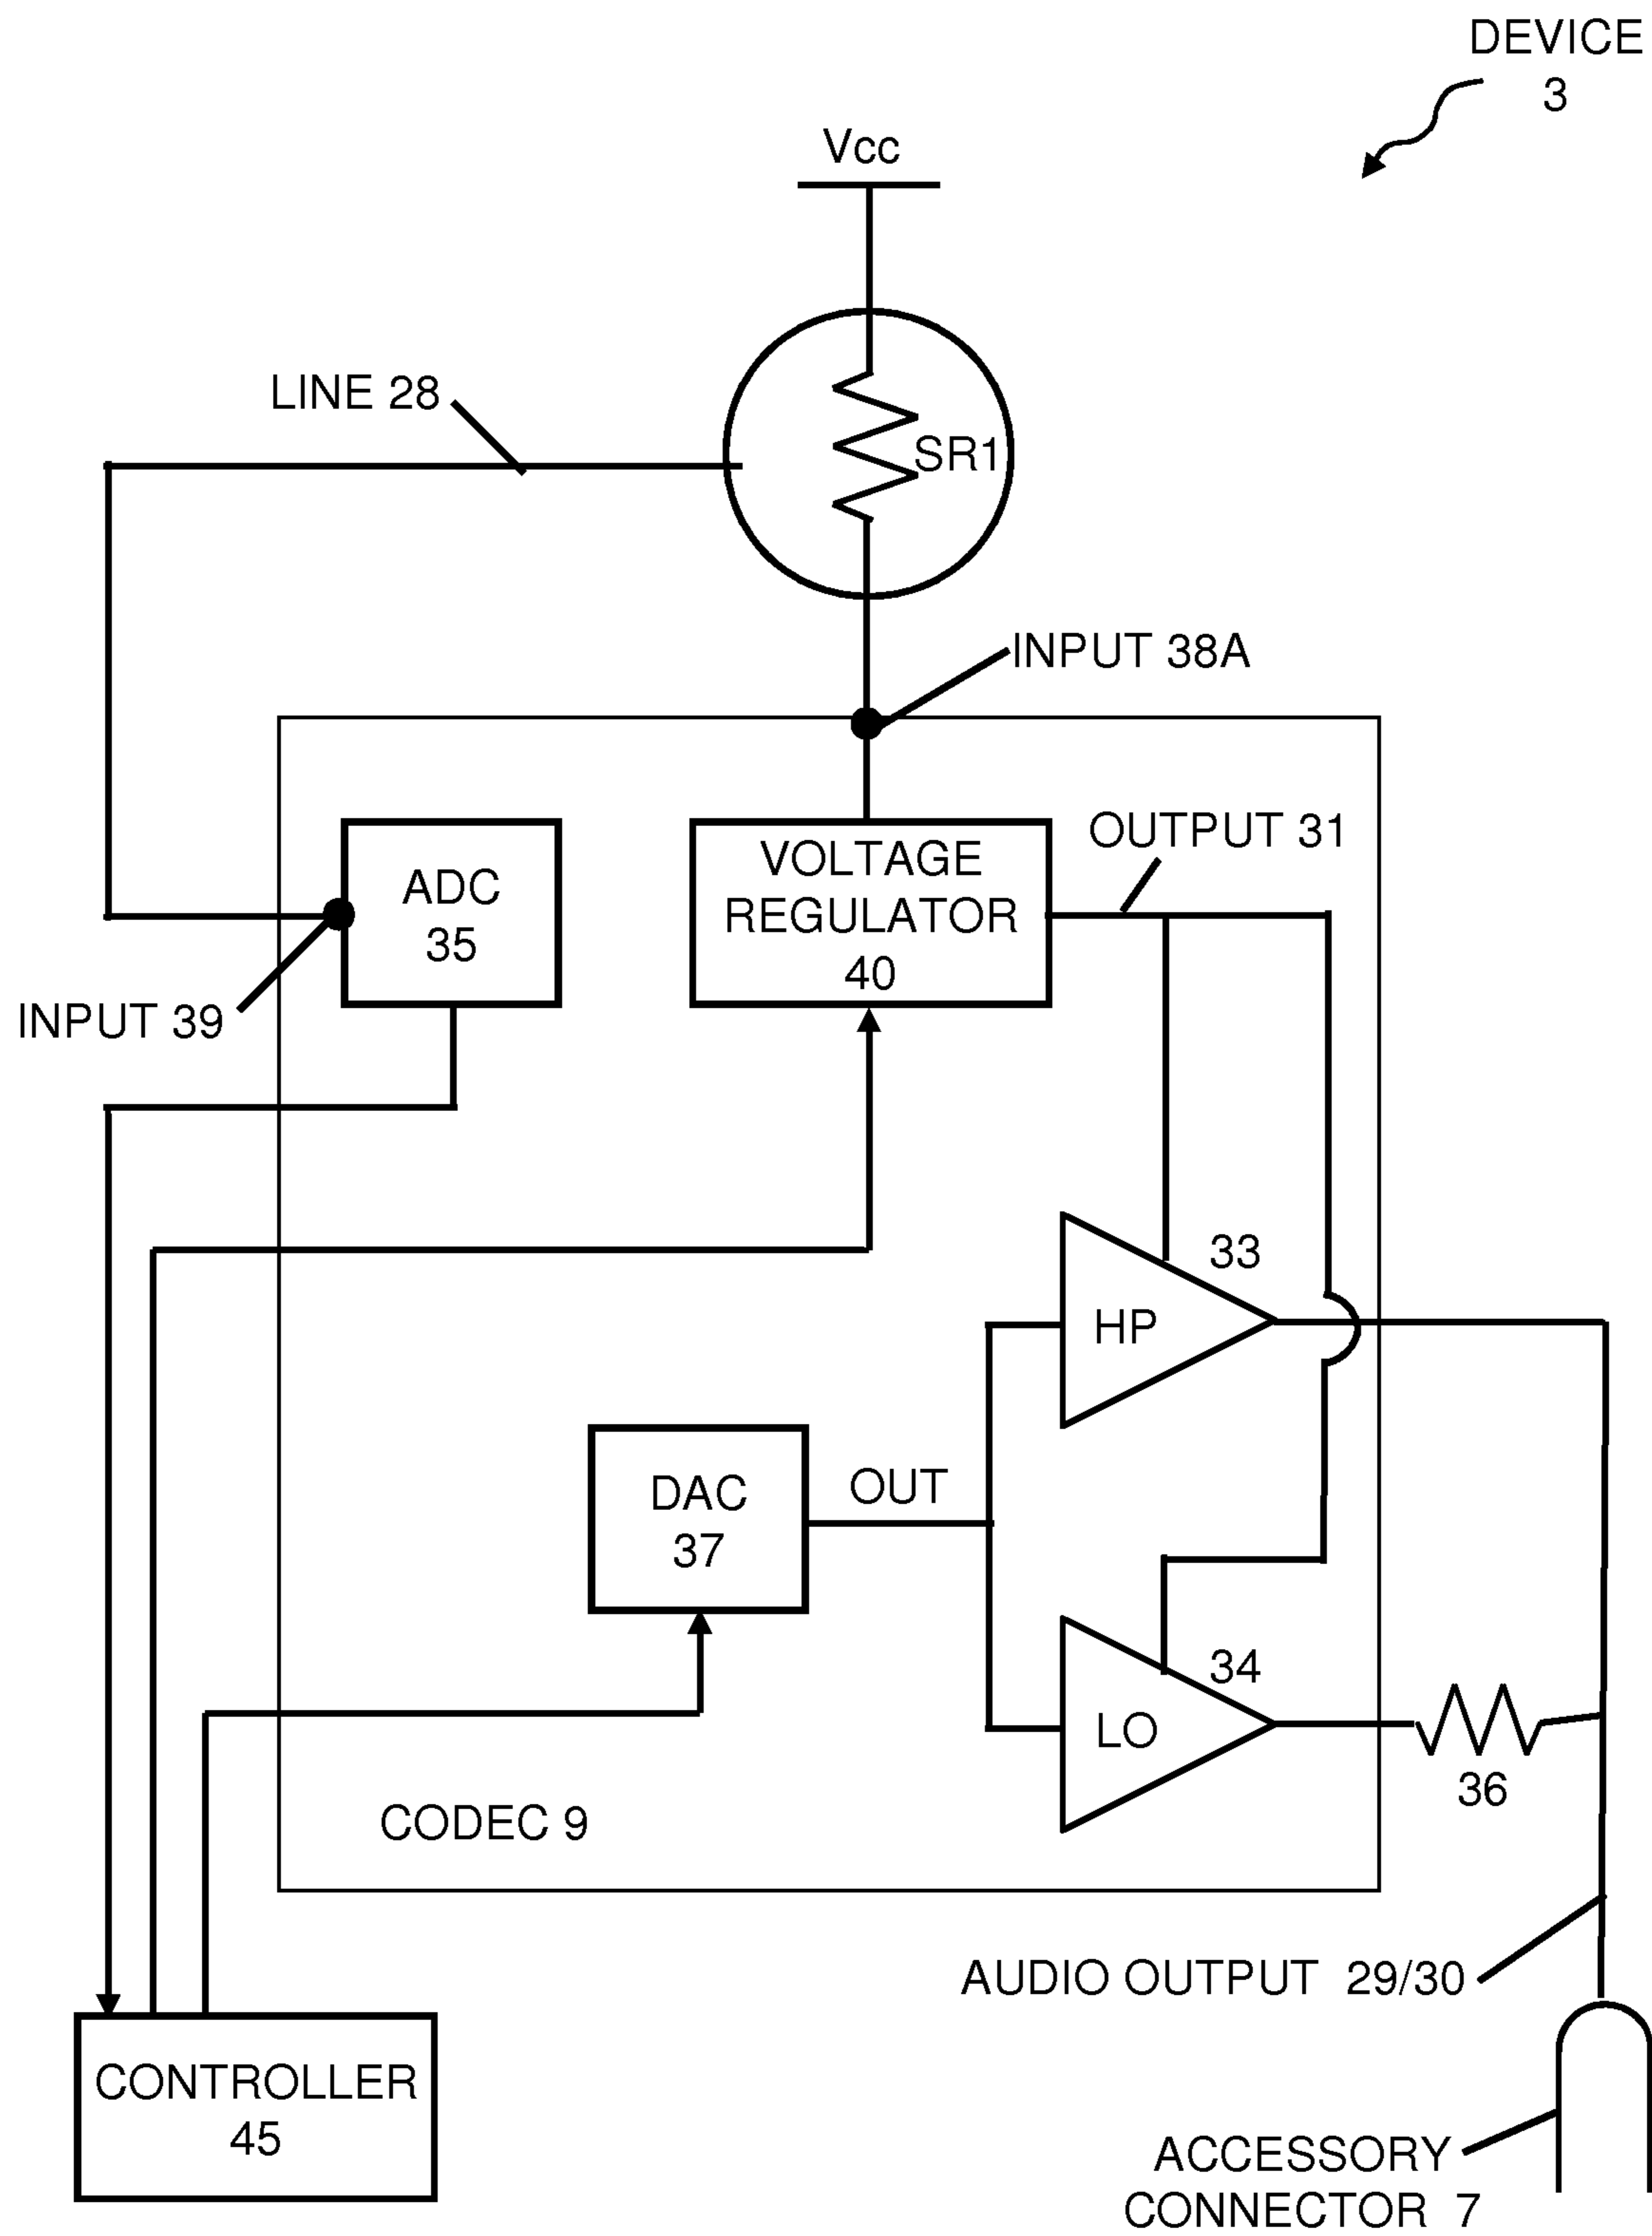 DEVICE
3
Vcc
LINE 28
SR1
INPUT 38A
OUTPUT 31
VOLTAGE
REGULATOR
40
ADC
35
INPUT 39
33
HP
OUT
DAC
37
34
LO
36
CODEC 9
AUDIO OUTPUT 29/30
CONTROLLER
45
ACCESSORY
CONNECTOR 7